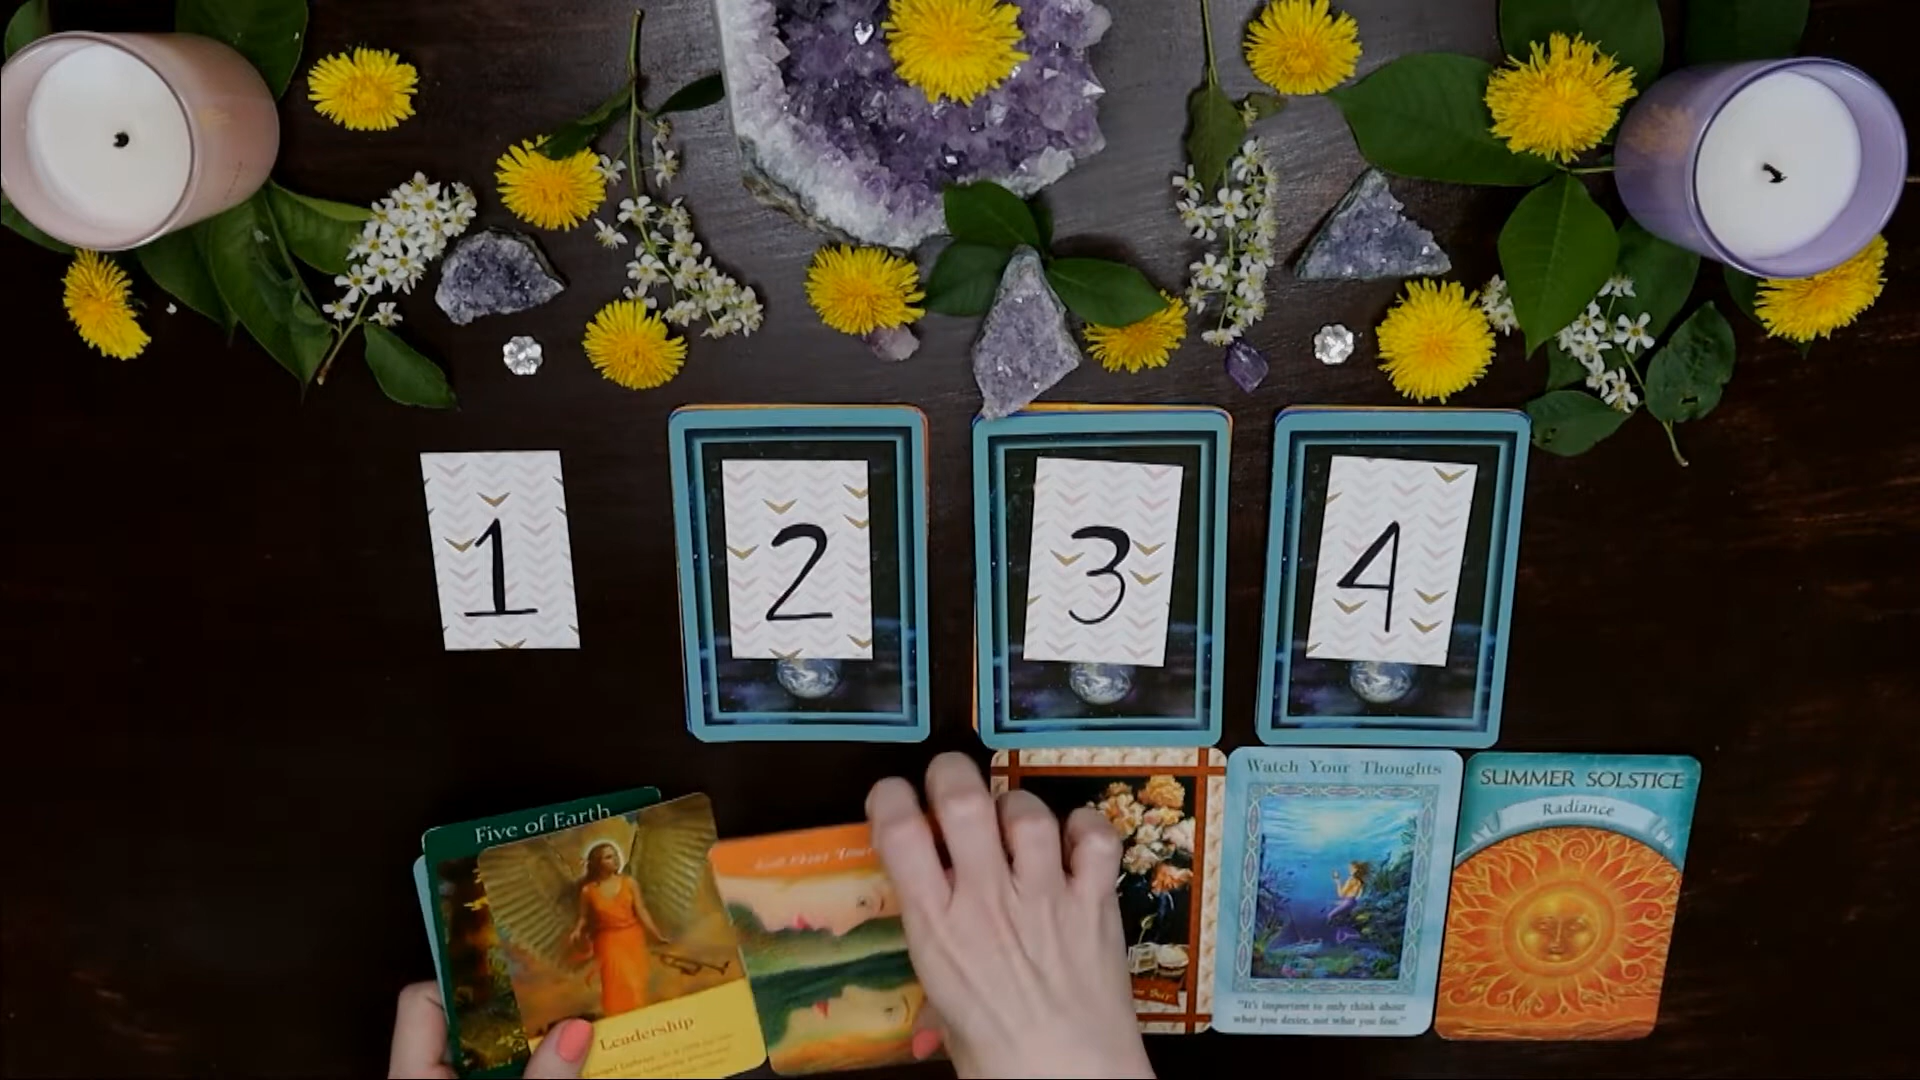 1
2
3
4
Watch Your Thoughts
SUMMER SOLSTICE
Radiance
Five of Earth
"It's important to only think about
what you desire, not what you fear."
Leadership